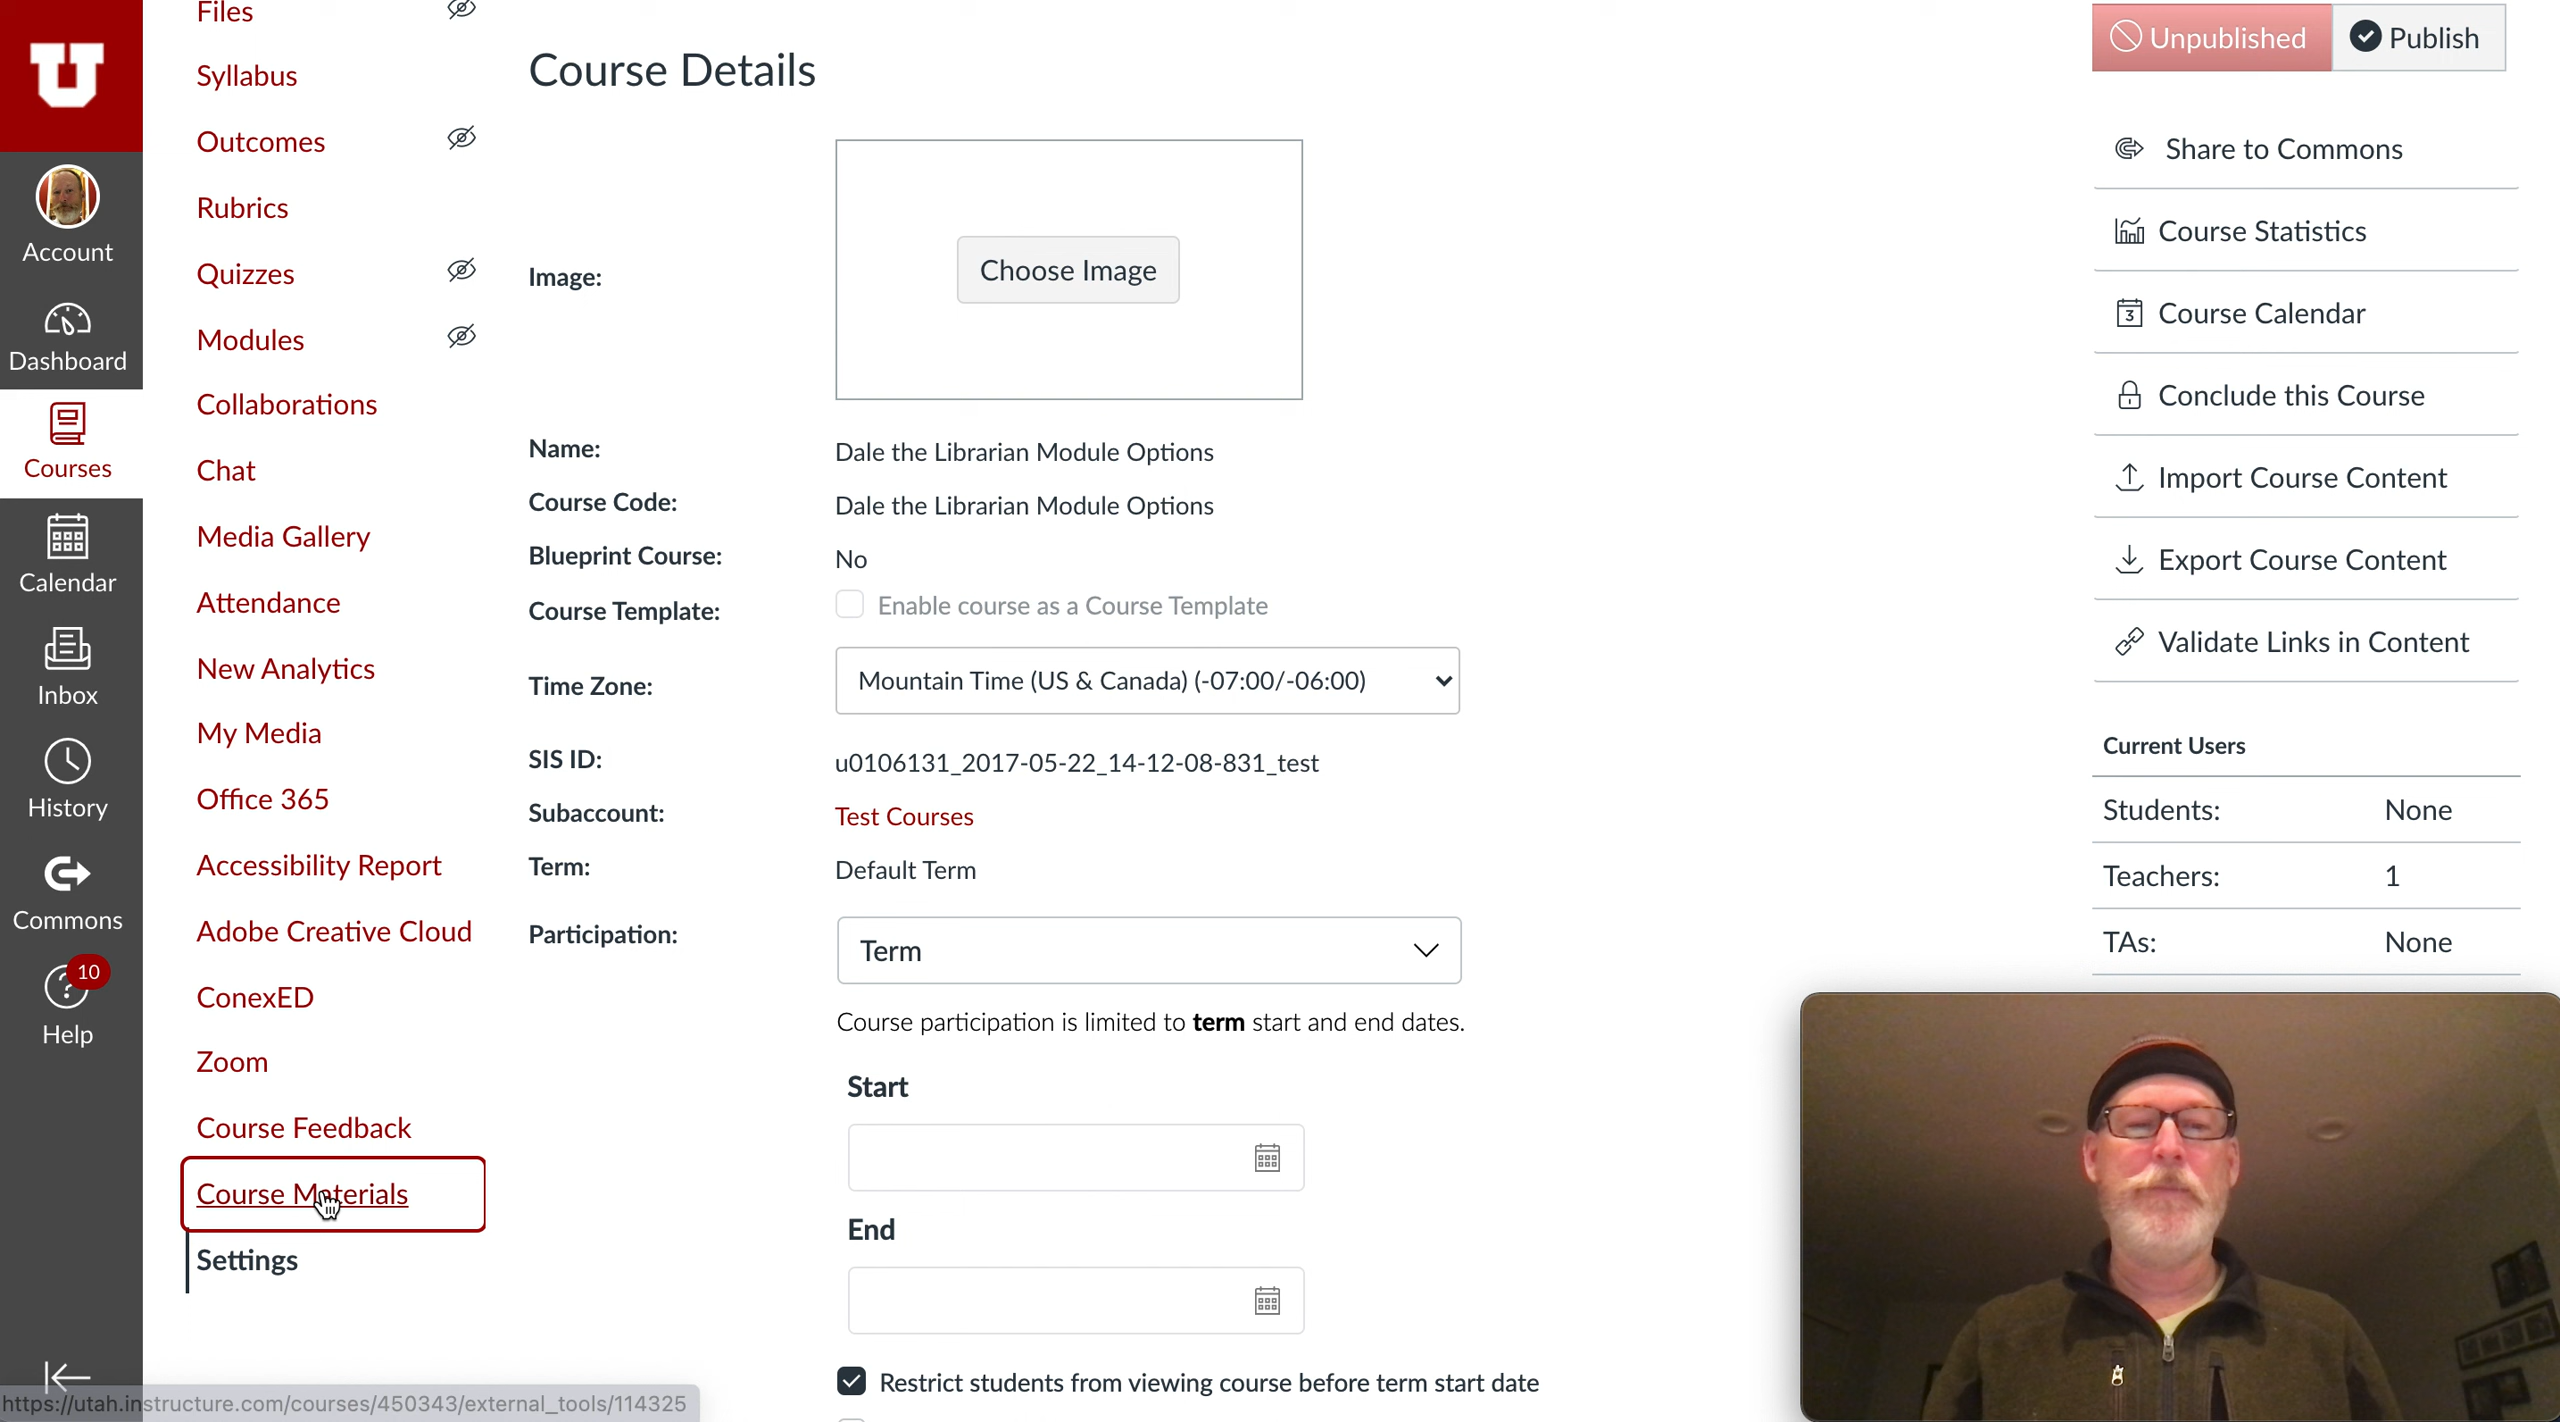 U
Account
Dashboard
Courses
Calendar
Inbox
History
Commons
10
Help
Files
Syllabus
Outcomes
Rubrics
Quizzes
Modules
Collaborations
Chat
Media Gallery
Attendance
New Analytics
My Media
Office 365
Accessibility Report
Adobe Creative Cloud
ConexED
Zoom
Course Feedback
Course Materials
Settings
Course Details
Image:
Choose Image
Name: Dale the Librarian Module Options
Course Code: Dale the Librarian Module Options
Blueprint Course: No
Course Template: Enable course as a Course Template
Time Zone: Mountain Time (US & Canada) (-07:00/-06:00)
SIS ID: u0106131_2017-05-22_14-12-08-831_test
Subaccount: Test Courses
Term: Default Term
Participation: Term
Course participation is limited to term start and end dates.
Start
End
Restrict students from viewing course before term start date
Unpublished Publish
Share to Commons
Course Statistics
3 Course Calendar
Conclude this Course
Import Course Content
Export Course Content
Validate Links in Content
Current Users
Students: None
Teachers: 1
TAs: None
https://utah.instructure.com/courses/450343/external_tools/114325